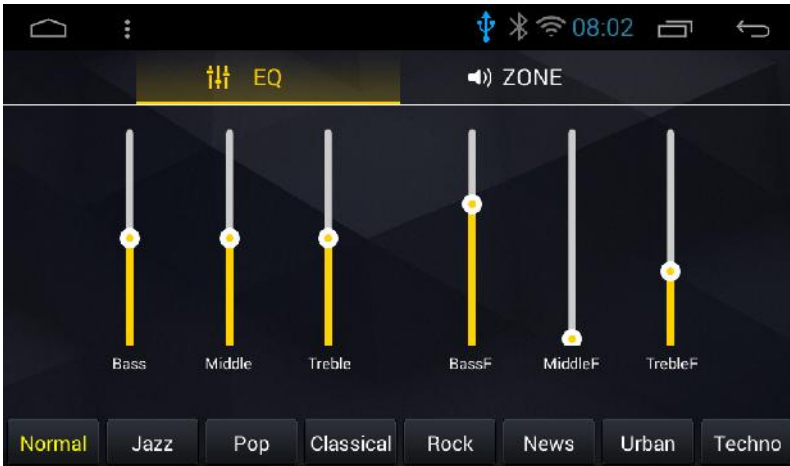 08:02
EQ ZONE
Bass Middle Treble BassF MiddleF TrebleF
Normal Jazz Pop Classical Rock News Urban Techno